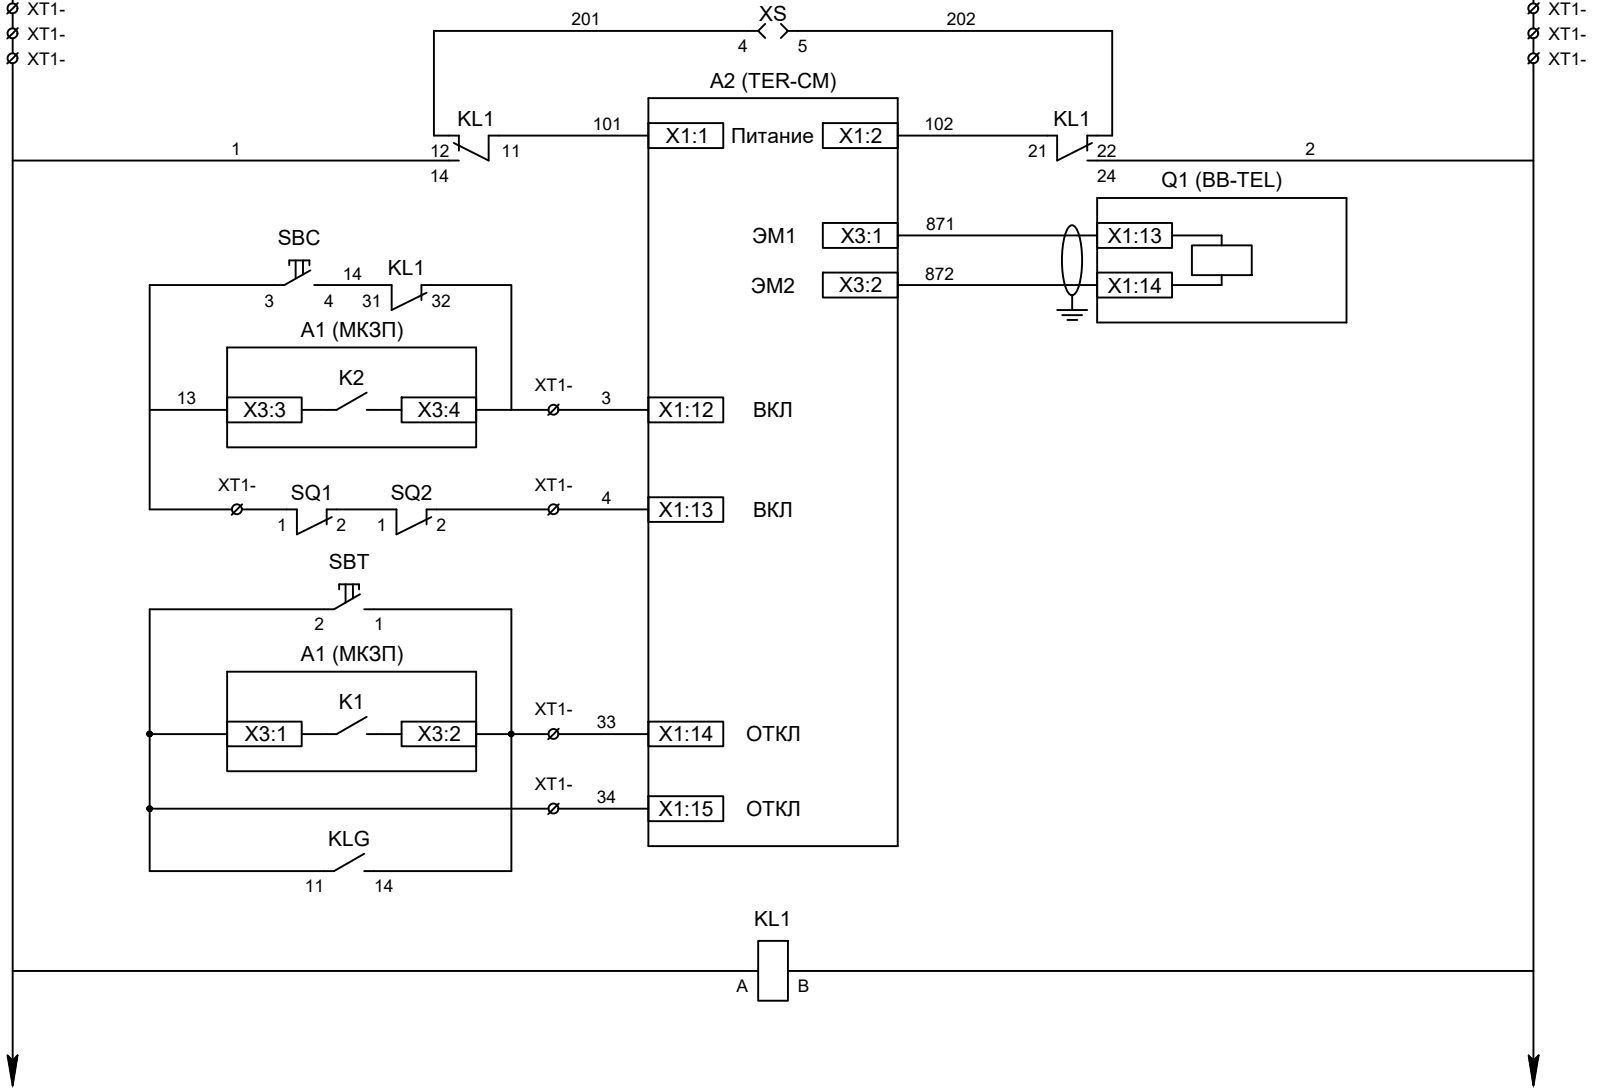 XT1-
XT1-
XT1-
XT1-
XT1-
XT1-
201 XS 202
4 5
A2 (TER-CM)
KL1 101 X1:1 Питание X1:2 102 KL1
1 12 11 21 22 2
14 24
Q1 (BB-TEL)
ЭМ1 X3:1 871 X1:13
ЭМ2 X3:2 872 X1:14
SBC
14 KL1
3 4 31 32
A1 (МКЗП)
K2
13 X3:3 X3:4 XT1- 3 X1:12 ВКЛ
XT1- SQ1 SQ2 XT1- 4 X1:13 ВКЛ
1 2 1 2
SBT
2 1
A1 (МКЗП)
K1
X3:1 X3:2 XT1- 33 X1:14 ОТКЛ
XT1- 34 X1:15 ОТКЛ
KLG
11 14
KL1
A B